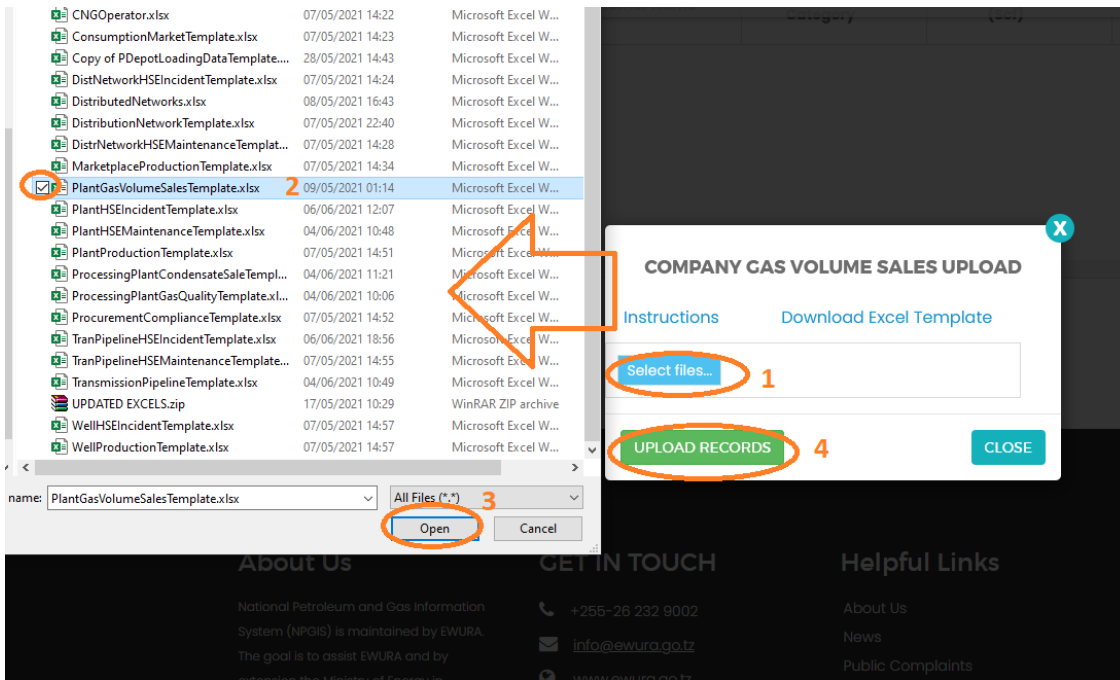 CNGOperator.xlsx 07/05/2021 14:22 Microsoft Excel W...
ConsumptionMarketTemplate.xlsx 07/05/2021 14:23 Microsoft Excel W...
Copy of PDepotLoadingDataTemplate.... 28/05/2021 14:43 Microsoft Excel W...
DistNetworkHSEIncidentTemplate.xlsx 07/05/2021 14:24 Microsoft Excel W...
DistributedNetworks.xlsx 08/05/2021 16:43 Microsoft Excel W...
DistributionNetworkTemplate.xlsx 07/05/2021 22:40 Microsoft Excel W...
DistrNetworkHSEMaintenanceTemplat... 07/05/2021 14:28 Microsoft Excel W...
MarketplaceProductionTemplate.xlsx 07/05/2021 14:34 Microsoft Excel W...
PlantGasVolumeSalesTemplate.xlsx 2 09/05/2021 01:14 Microsoft Excel W...
PlantHSEIncidentTemplate.xlsx 06/06/2021 12:07 Microsoft Excel W...
PlantHSEMaintenanceTemplate.xlsx 04/06/2021 10:48 Microsoft Excel W...
PlantProductionTemplate.xlsx 07/05/2021 14:51 Microsoft Excel W...
ProcessingPlantCondensateSaleTempl... 04/06/2021 11:21 Microsoft Excel W...
ProcessingPlantGasQualityTemplate.xl... 04/06/2021 10:06 Microsoft Excel W...
ProcurementComplianceTemplate.xlsx 07/05/2021 14:52 Microsoft Excel W...
TranPipelineHSEIncidentTemplate.xlsx 06/06/2021 18:56 Microsoft Excel W...
TranPipelineHSEMaintenanceTemplate... 07/05/2021 14:55 Microsoft Excel W...
TransmissionPipelineTemplate.xlsx 04/06/2021 10:49 Microsoft Excel W...
UPDATED EXCELS.zip 17/05/2021 10:29 WinRAR ZIP archive
WellHSEIncidentTemplate.xlsx 07/05/2021 14:57 Microsoft Excel W...
WellProductionTemplate.xlsx 07/05/2021 14:57 Microsoft Excel W...
name: PlantGasVolumeSalesTemplate.xlsx All Files (*.*) 3
Open Cancel
Category (Scf)
X
COMPANY GAS VOLUME SALES UPLOAD
Instructions Download Excel Template
Select files... 1
UPLOAD RECORDS 4 CLOSE
About Us
National Petroleum and Gas Information
System (NPGIS) is maintained by EWURA.
The goal is to assist EWURA and by
extension the Ministry of Energy in
GET IN TOUCH
+255-26 232 9002
info@ewura.go.tz
www.ewura.go.tz
Helpful Links
About Us
News
Public Complaints